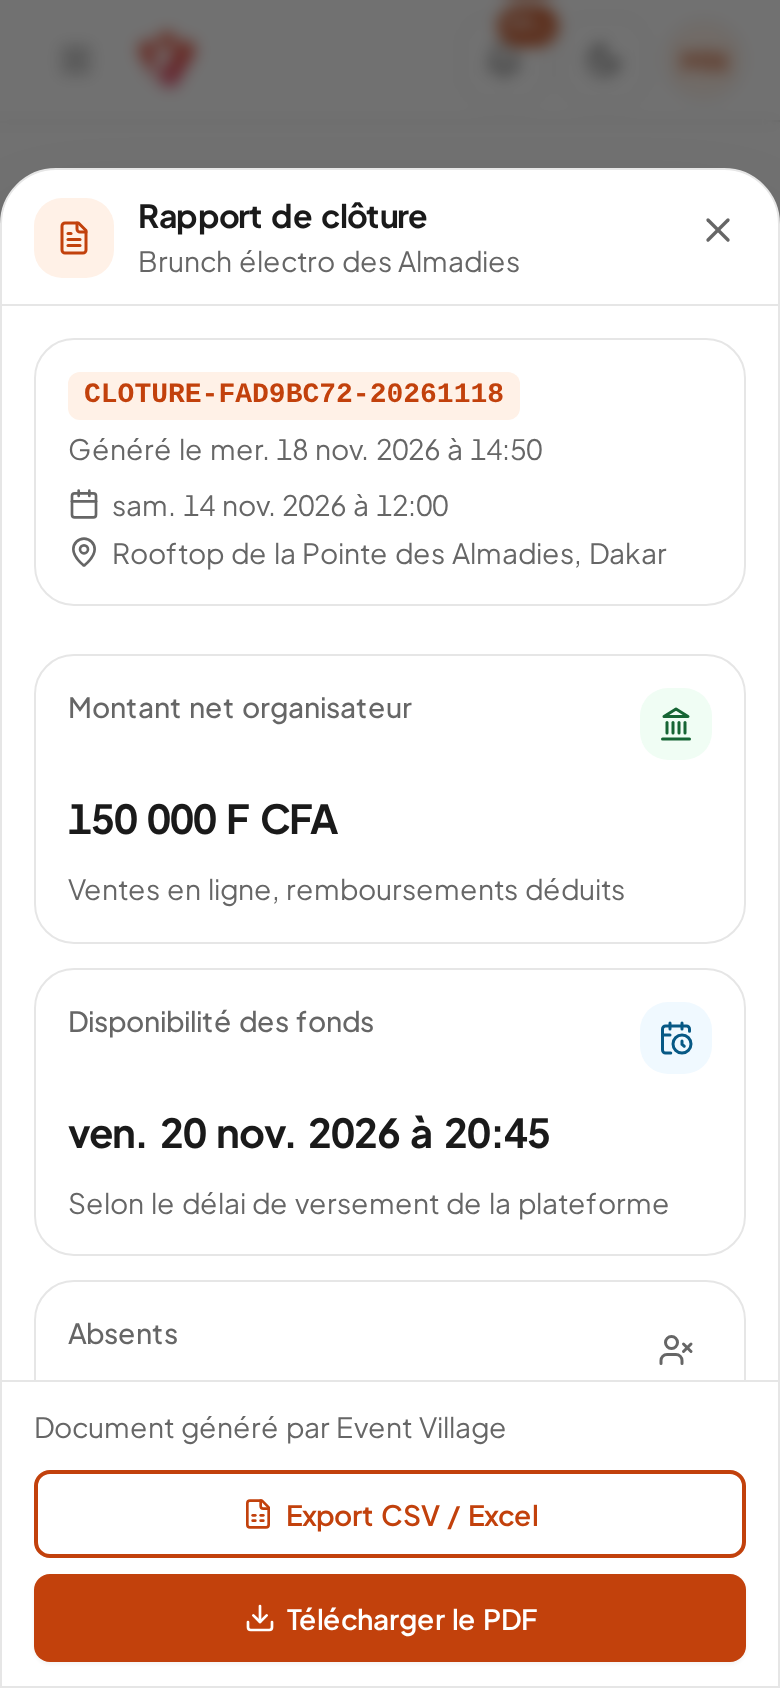 Rapport de clôture
Brunch électro des Almadies
CLOTURE-FAD9BC72-20261118
Généré le mer. 18 nov. 2026 à 14:50
sam. 14 nov. 2026 à 12:00
Rooftop de la Pointe des Almadies, Dakar
Montant net organisateur
150 000 F CFA
Ventes en ligne, remboursements déduits
Disponibilité des fonds
ven. 20 nov. 2026 à 20:45
Selon le délai de versement de la plateforme
Absents
Document généré par Event Village
Export CSV / Excel
Télécharger le PDF